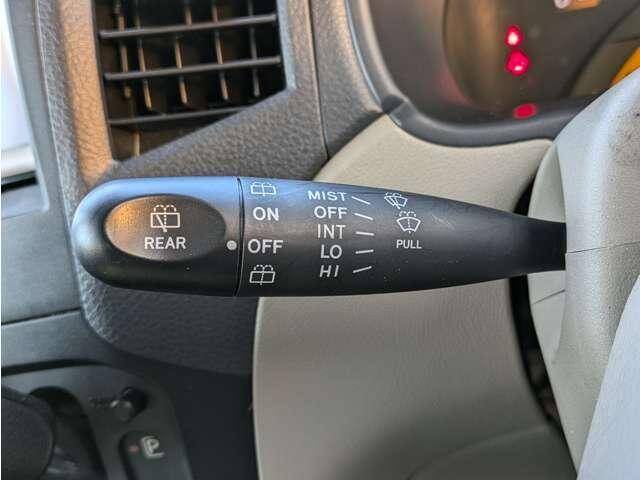 REAR
ON
OFF
MIST
OFF
INT
LO
HI
PULL